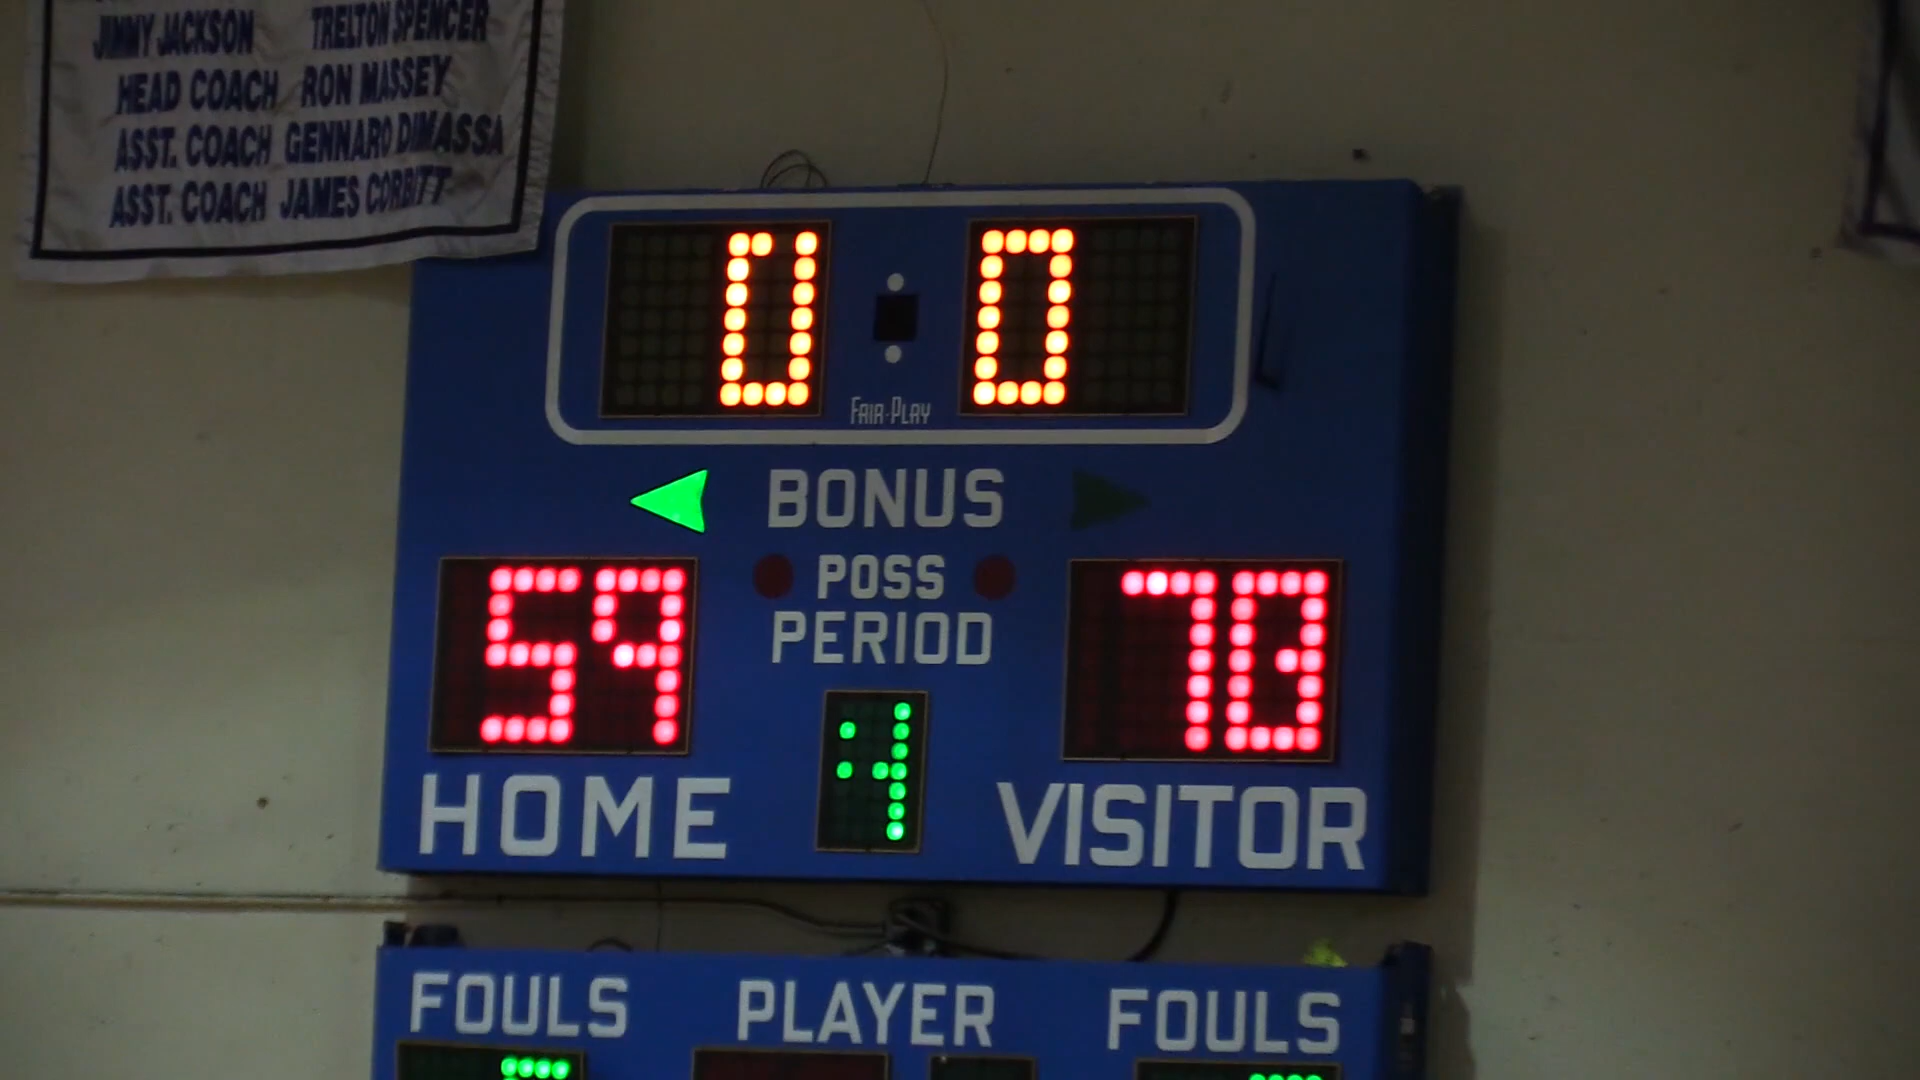 JIMMY JACKSON TRELTON SPENCER
HEAD COACH RON MASSEY
ASST. COACH GENNARO DIMASSA
ASST. COACH JAMES CORBITT
0:0
FAIR-PLAY
BONUS
POSS
PERIOD
59 4 78
HOME VISITOR
FOULS PLAYER FOULS